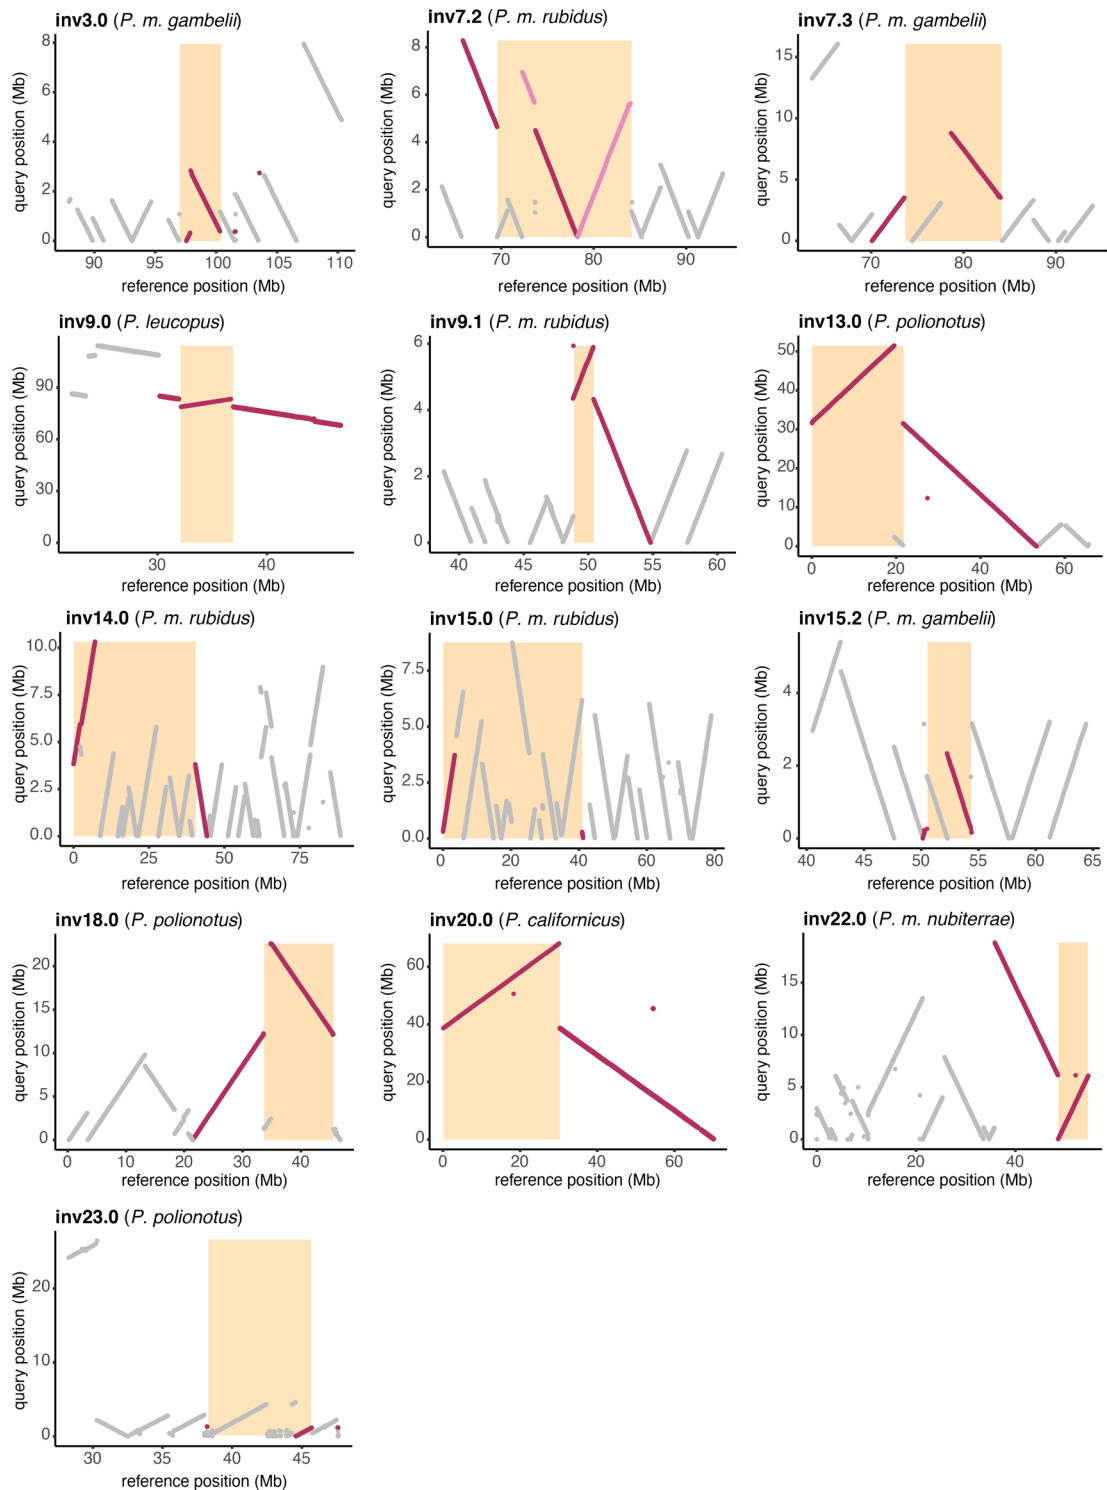 inv3.0 (P. m. gambelii)
8
6
4
2
0
query position (Mb)
90 95 100 105 110
reference position (Mb)
inv7.2 (P. m. rubidus)
8
6
4
2
0
query position (Mb)
70 80 90
reference position (Mb)
inv7.3 (P. m. gambelii)
15
10
5
0
query position (Mb)
70 80 90
reference position (Mb)
inv9.0 (P. leucopus)
90
60
30
0
query position (Mb)
30 40
reference position (Mb)
inv9.1 (P. m. rubidus)
6
4
2
0
query position (Mb)
40 45 50 55 60
reference position (Mb)
inv13.0 (P. polionotus)
50
40
30
20
10
0
query position (Mb)
0 20 40 60
reference position (Mb)
inv14.0 (P. m. rubidus)
10.0
7.5
5.0
2.5
0.0
query position (Mb)
0 25 50 75
reference position (Mb)
inv15.0 (P. m. rubidus)
7.5
5.0
2.5
0.0
query position (Mb)
0 20 40 60 80
reference position (Mb)
inv15.2 (P. m. gambelii)
4
2
0
query position (Mb)
40 45 50 55 60 65
reference position (Mb)
inv18.0 (P. polionotus)
20
15
10
5
0
query position (Mb)
0 10 20 30 40
reference position (Mb)
inv20.0 (P. californicus)
60
40
20
0
query position (Mb)
0 20 40 60
reference position (Mb)
inv22.0 (P. m. nubiterrae)
15
10
5
0
query position (Mb)
0 20 40
reference position (Mb)
inv23.0 (P. polionotus)
20
10
0
query position (Mb)
30 35 40 45
reference position (Mb)